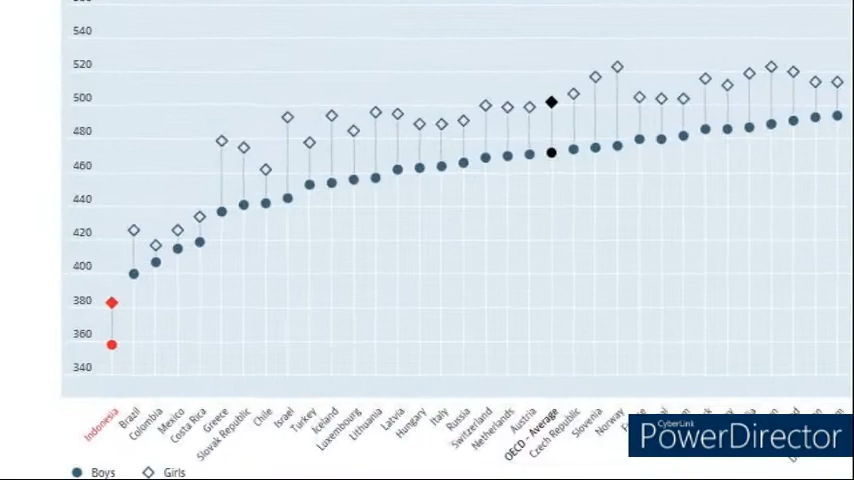 540
520
500
480
460
440
420
400
380
360
340
Indonesia
Brazil
Colombia
Mexico
Costa Rica
Greece
Slovak Republic
Chile
Israel
Turkey
Iceland
Luxembourg
Lithuania
Latvia
Hungary
Italy
Russia
Switzerland
Netherlands
Austria
OECD - Average
Czech Republic
Slovenia
Norway
Boys
Girls
CyberLink
PowerDirector